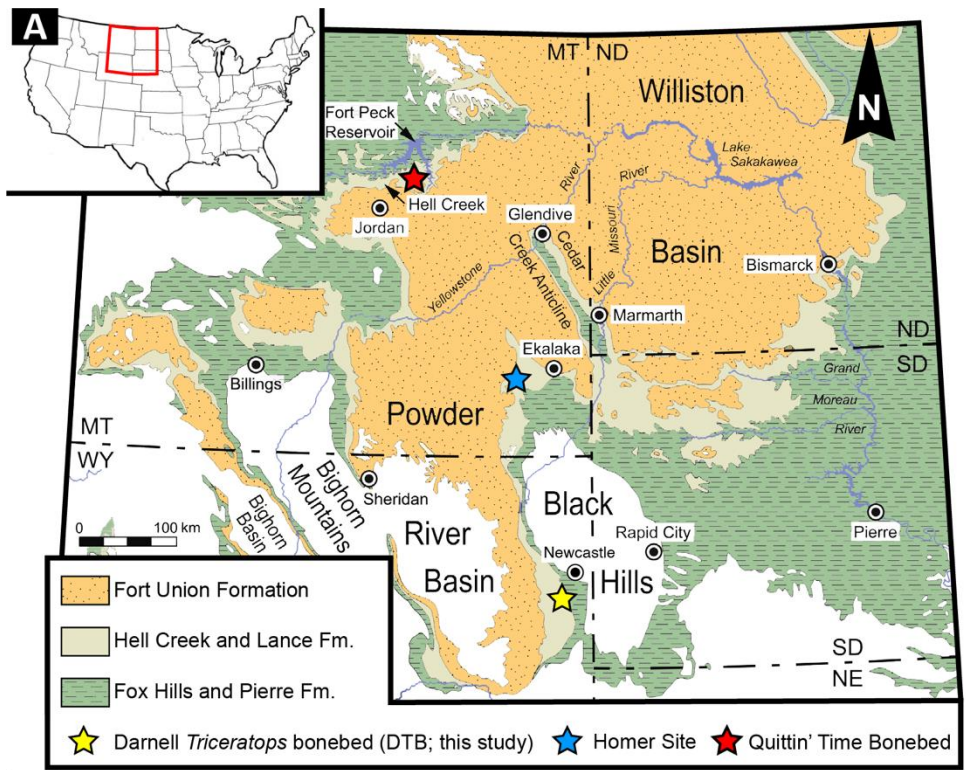 A
MT ND
Williston
N
Fort Peck
Reservoir
Lake
Sakakawea
River
River
Missouri
Little
Hell Creek
Jordan
Glendive
Cedar
Creek Anticline
Basin
Bismarck
Yellowstone
Marmarth
ND
SD
Ekalaka
Billings
Grand
Moreau
River
Powder
MT
WY
Bighorn
Mountains
Sheridan
Bighorn
Basin
0 100 km
River
Basin
Black
Hills
Rapid City
Newcastle
Pierre
SD
NE
Fort Union Formation
Hell Creek and Lance Fm.
Fox Hills and Pierre Fm.
Darnell Triceratops bonebed (DTB; this study) Homer Site Quittin' Time Bonebed